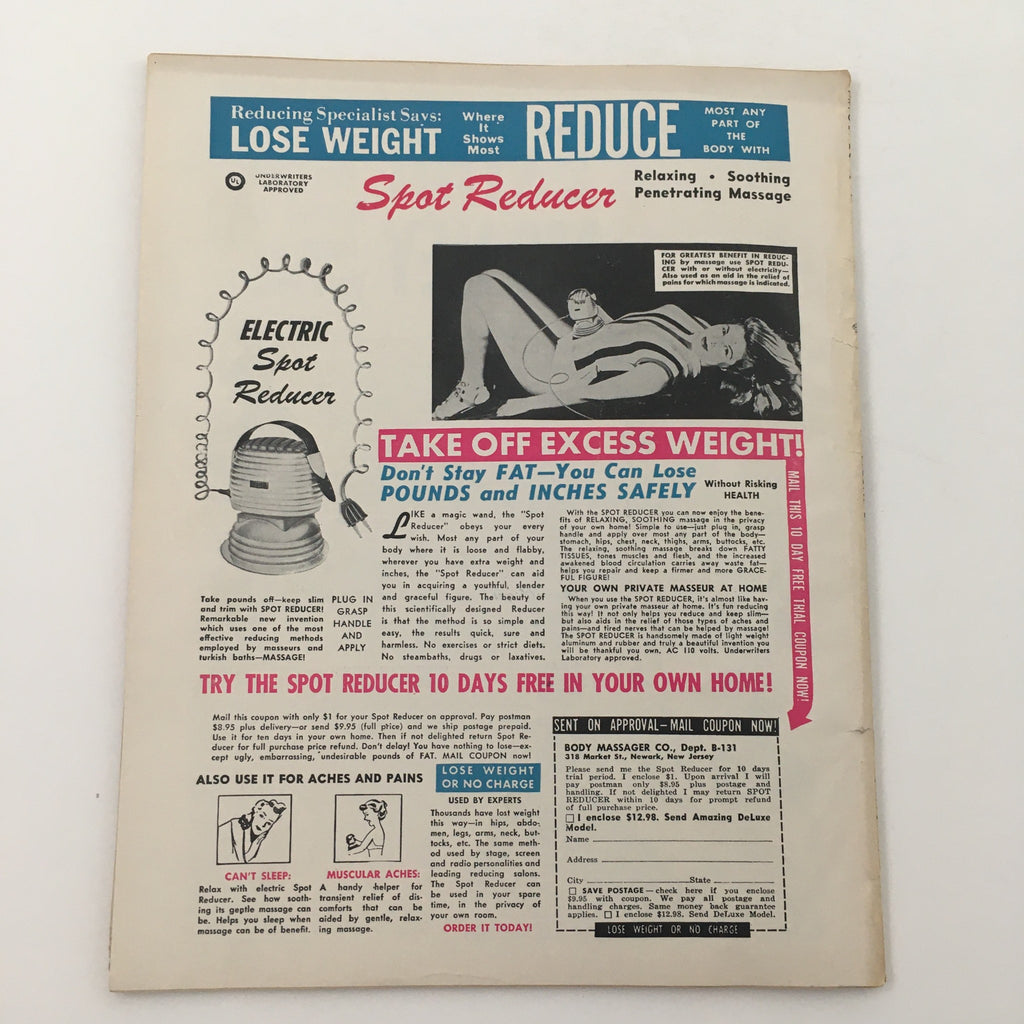 Reducing Specialist Says:
LOSE WEIGHT
Where
It
Shows
Most
REDUCE
MOST ANY
PART OF
THE
BODY WITH
UL
UNDERWRITERS
LABORATORY
APPROVED
Spot Reducer
Relaxing • Soothing
Penetrating Massage
FOR GREATEST BENEFIT IN REDUC-
ING by massage use SPOT REDU-
CER with or without electricity—
Also used as an aid in the relief of
pains for which massage is indicated.
ELECTRIC
Spot
Reducer
TAKE OFF EXCESS WEIGHT!
Don't Stay FAT—You Can Lose
POUNDS and INCHES SAFELY
Without Risking
HEALTH
MAIL THIS 10 DAY FREE TRIAL COUPON NOW!
LIKE a magic wand, the "Spot
Reducer" obeys your every
wish. Most any part of your
body where it is loose and flabby,
wherever you have extra weight and
inches, the "Spot Reducer" can aid
you in acquiring a youthful, slender
and graceful figure. The beauty of
this scientifically designed Reducer
is that the method is so simple and
easy, the results quick, sure and
harmless. No exercises or strict diets.
No steambaths, drugs or laxatives.
With the SPOT REDUCER you can now enjoy the bene-
fits of RELAXING, SOOTHING massage in the privacy
of your own home! Simple to use—just plug in, grasp
handle and apply over most any part of the body—
stomach, hips, chest, neck, thighs, arms, buttocks, etc.
The relaxing, soothing massage breaks down FATTY
TISSUES, tones muscles and flesh, and the increased
awakened blood circulation carries away waste fat—
helps you repair and keep a firmer and more GRACE-
FUL FIGURE!
YOUR OWN PRIVATE MASSEUR AT HOME
When you use the SPOT REDUCER, it's almost like hav-
ing your own private masseur at home. It's fun reducing
this way! It not only helps you reduce and keep slim—
but also aids in the relief of those types of aches and
pains—and tired nerves that can be helped by massage!
The SPOT REDUCER is handsomely made of light weight
aluminum and rubber and truly a beautiful invention you
will be thankful you own. AC 110 volts. Underwriters
Laboratory approved.
Take pounds off—keep slim
and trim with SPOT REDUCER!
Remarkable new invention
which uses one of the most
effective reducing methods
employed by masseurs and
turkish baths—MASSAGE!
PLUG IN
GRASP
HANDLE
AND
APPLY
TRY THE SPOT REDUCER 10 DAYS FREE IN YOUR OWN HOME!
Mail this coupon with only $1 for your Spot Reducer on approval. Pay postman
$8.95 plus delivery—or send $9.95 (full price) and we ship postage prepaid.
Use it for ten days in your own home. Then if not delighted return Spot Re-
ducer for full purchase price refund. Don't delay! You have nothing to lose—ex-
cept ugly, embarrassing, undesirable pounds of FAT. MAIL COUPON now!
ALSO USE IT FOR ACHES AND PAINS
CAN'T SLEEP:
Relax with electric Spot
Reducer. See how sooth-
ing its gentle massage can
be. Helps you sleep when
massage can be of benefit.
MUSCULAR ACHES:
A handy helper for
transient relief of dis-
comforts that can be
aided by gentle, relax-
ing massage.
LOSE WEIGHT
OR NO CHARGE
USED BY EXPERTS
Thousands have lost weight
this way—in hips, abdo-
men, legs, arms, neck, but-
tocks, etc. The same meth-
od used by stage, screen
and radio personalities and
leading reducing salons.
The Spot Reducer can
be used in your spare
time, in the privacy of
your own room.
ORDER IT TODAY!
SENT ON APPROVAL—MAIL COUPON NOW!
BODY MASSAGER CO., Dept. B-131
318 Market St., Newark, New Jersey
Please send me the Spot Reducer for 10 days
trial period. I enclose $1. Upon arrival I will
pay postman only $8.95 plus postage and
handling. If not delighted I may return SPOT
REDUCER within 10 days for prompt refund
of full purchase price.
I enclose $12.98. Send Amazing DeLuxe
Model.
Name
Address
City State
SAVE POSTAGE—check here if you enclose
$9.95 with coupon. We pay all postage and
handling charges. Same money back guarantee
applies. I enclose $12.98. Send DeLuxe Model.
LOSE WEIGHT OR NO CHARGE